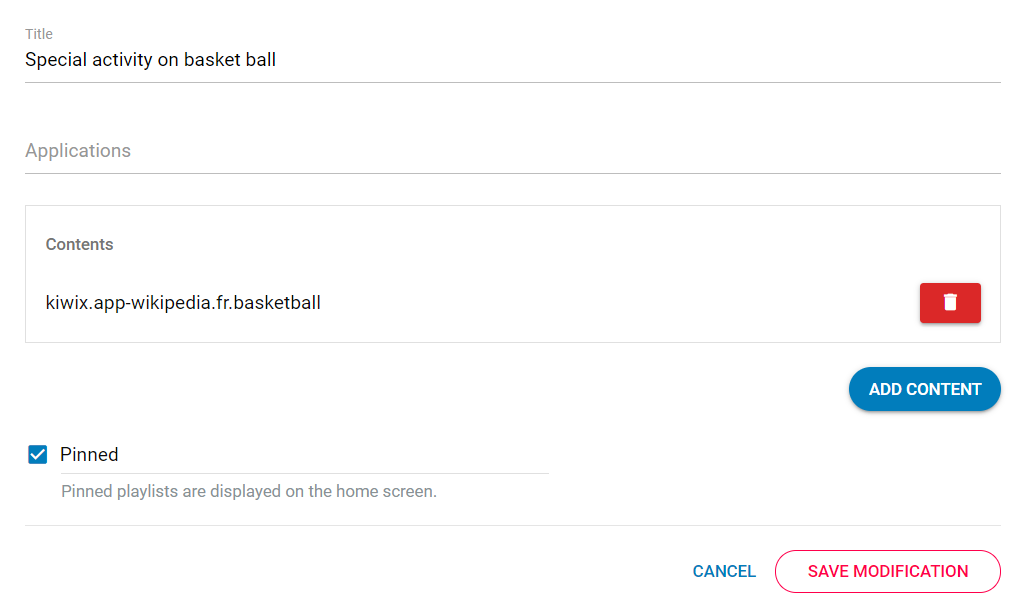 Title
Special activity on basket ball
Applications
Contents
kiwix.app-wikipedia.fr.basketball
ADD CONTENT
Pinned
Pinned playlists are displayed on the home screen.
CANCEL
SAVE MODIFICATION